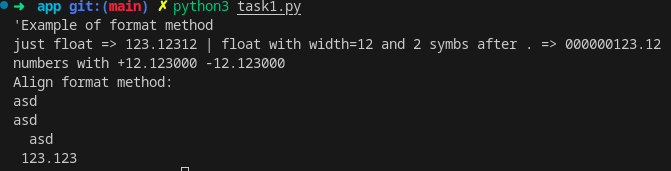 ➜  app git:(main) ✗ python3 task1.py
'Example of format method
just float => 123.12312 | float with width=12 and 2 symbs after . => 000000123.12
numbers with +12.123000 -12.123000
Align format method:
asd
asd
  asd
 123.123